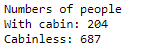 Numbers of people
With cabin: 204
Cabinless: 687